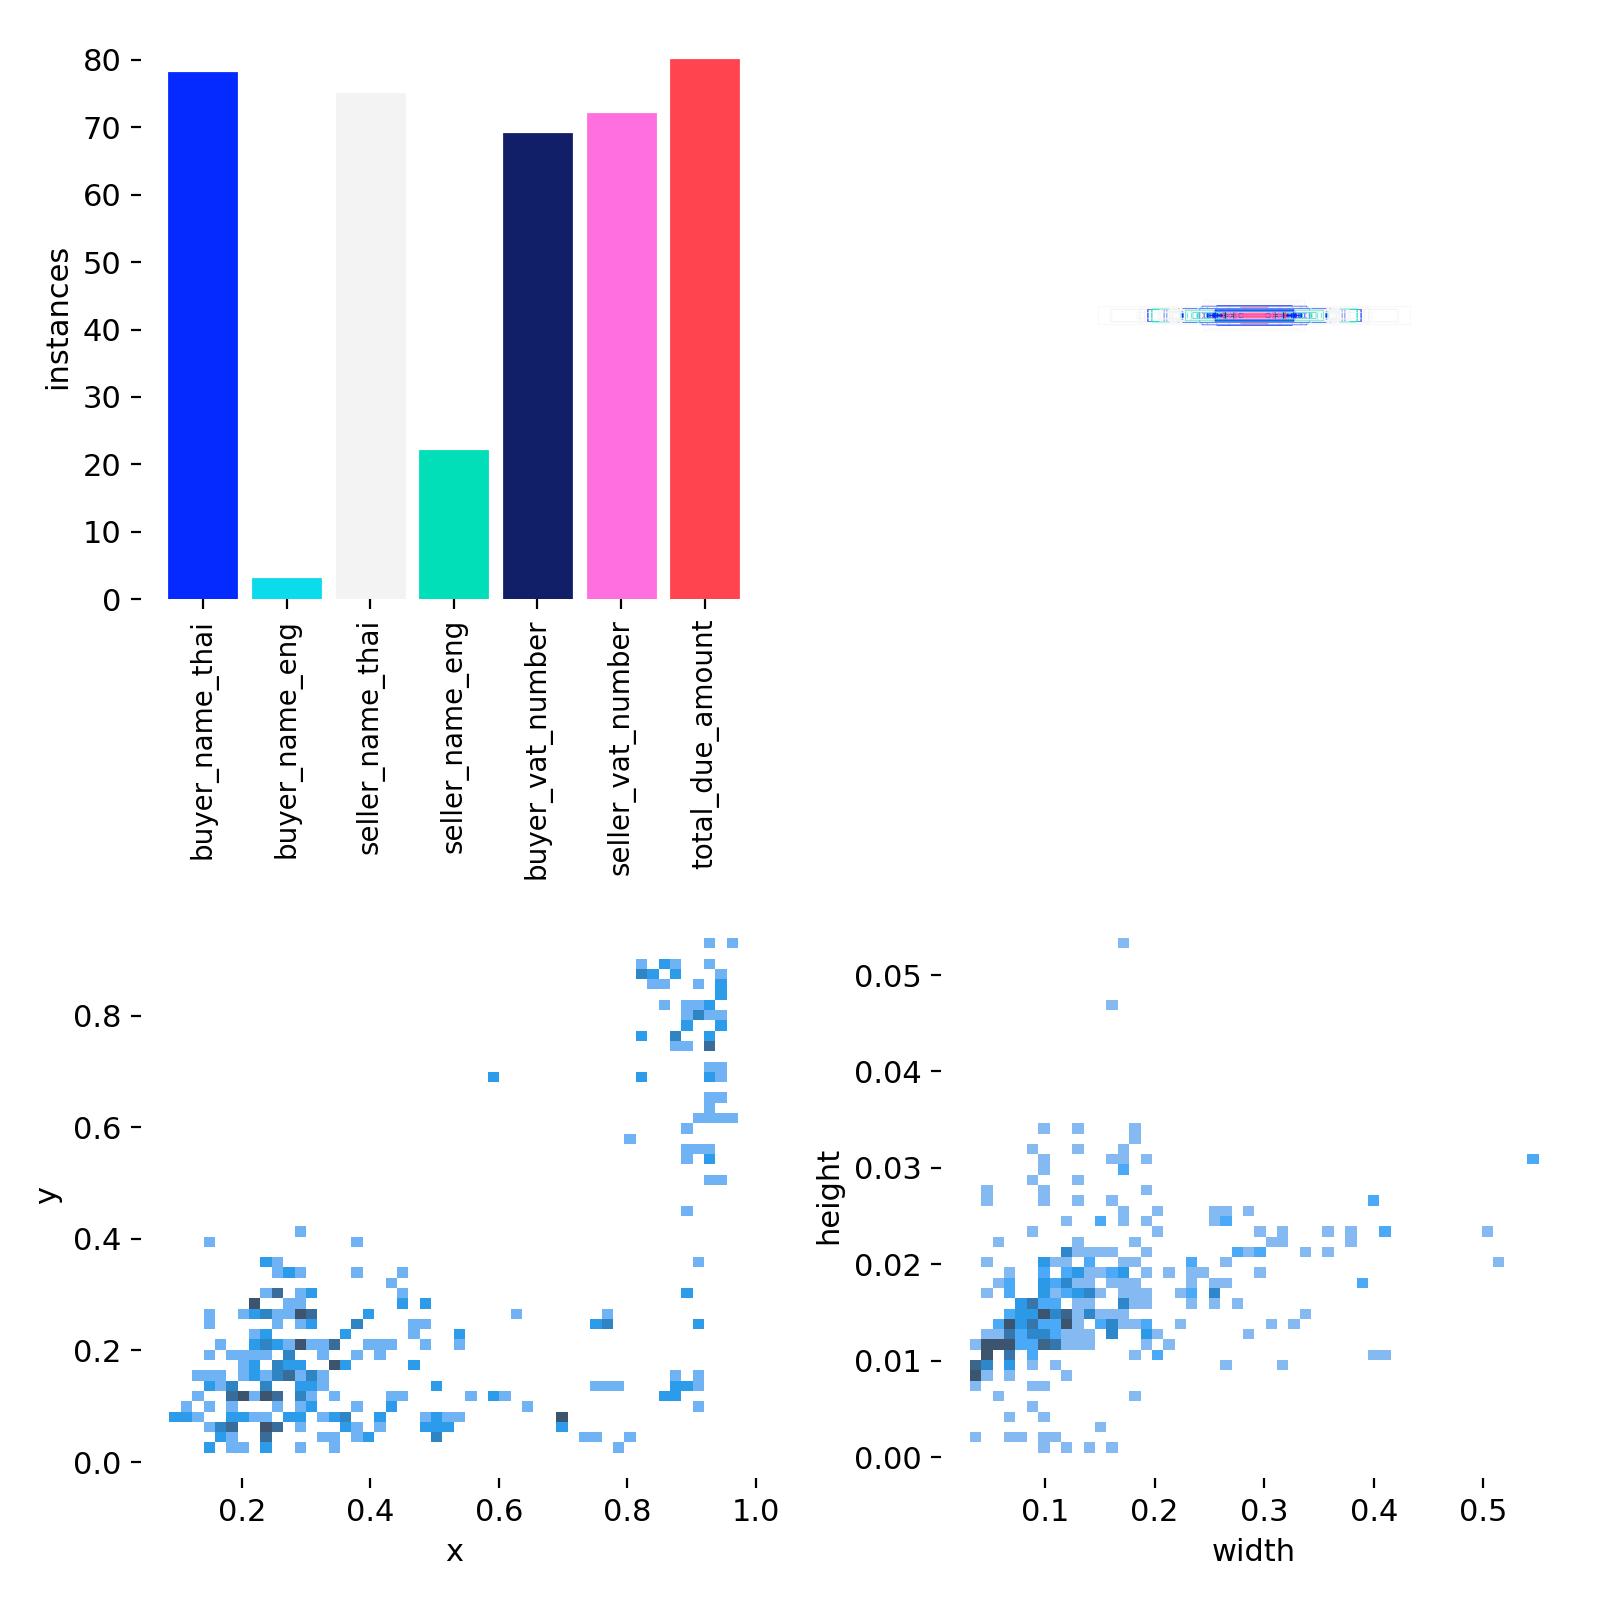 80
70
60
50
40
30
20
10
0
instances
buyer_name_thai
buyer_name_eng
seller_name_thai
seller_name_eng
buyer_vat_number
seller_vat_number
total_due_amount
0.8
0.6
0.4
0.2
0.0
y
0.2 0.4 0.6 0.8 1.0
x
0.05
0.04
0.03
0.02
0.01
0.00
height
0.1 0.2 0.3 0.4 0.5
width